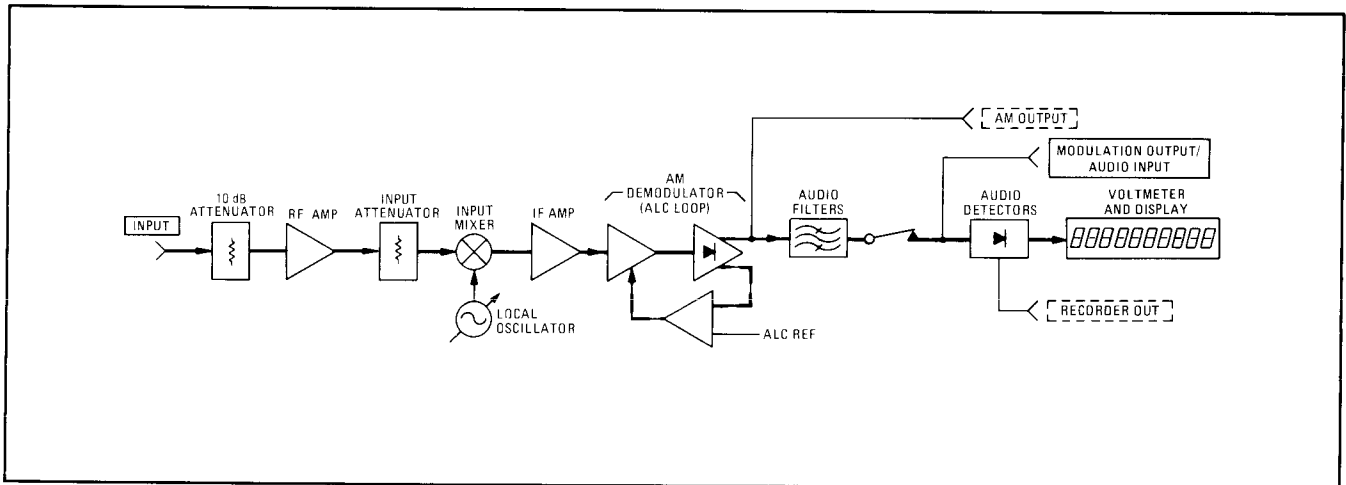 AM OUTPUT
MODULATION OUTPUT/
AUDIO INPUT
INPUT
10 dB
ATTENUATOR
RF AMP
INPUT
ATTENUATOR
INPUT
MIXER
LOCAL
OSCILLATOR
IF AMP
AM
DEMODULATOR
(ALC LOOP)
ALC REF
AUDIO
FILTERS
AUDIO
DETECTORS
VOLTMETER
AND DISPLAY
0000000000
RECORDER OUT